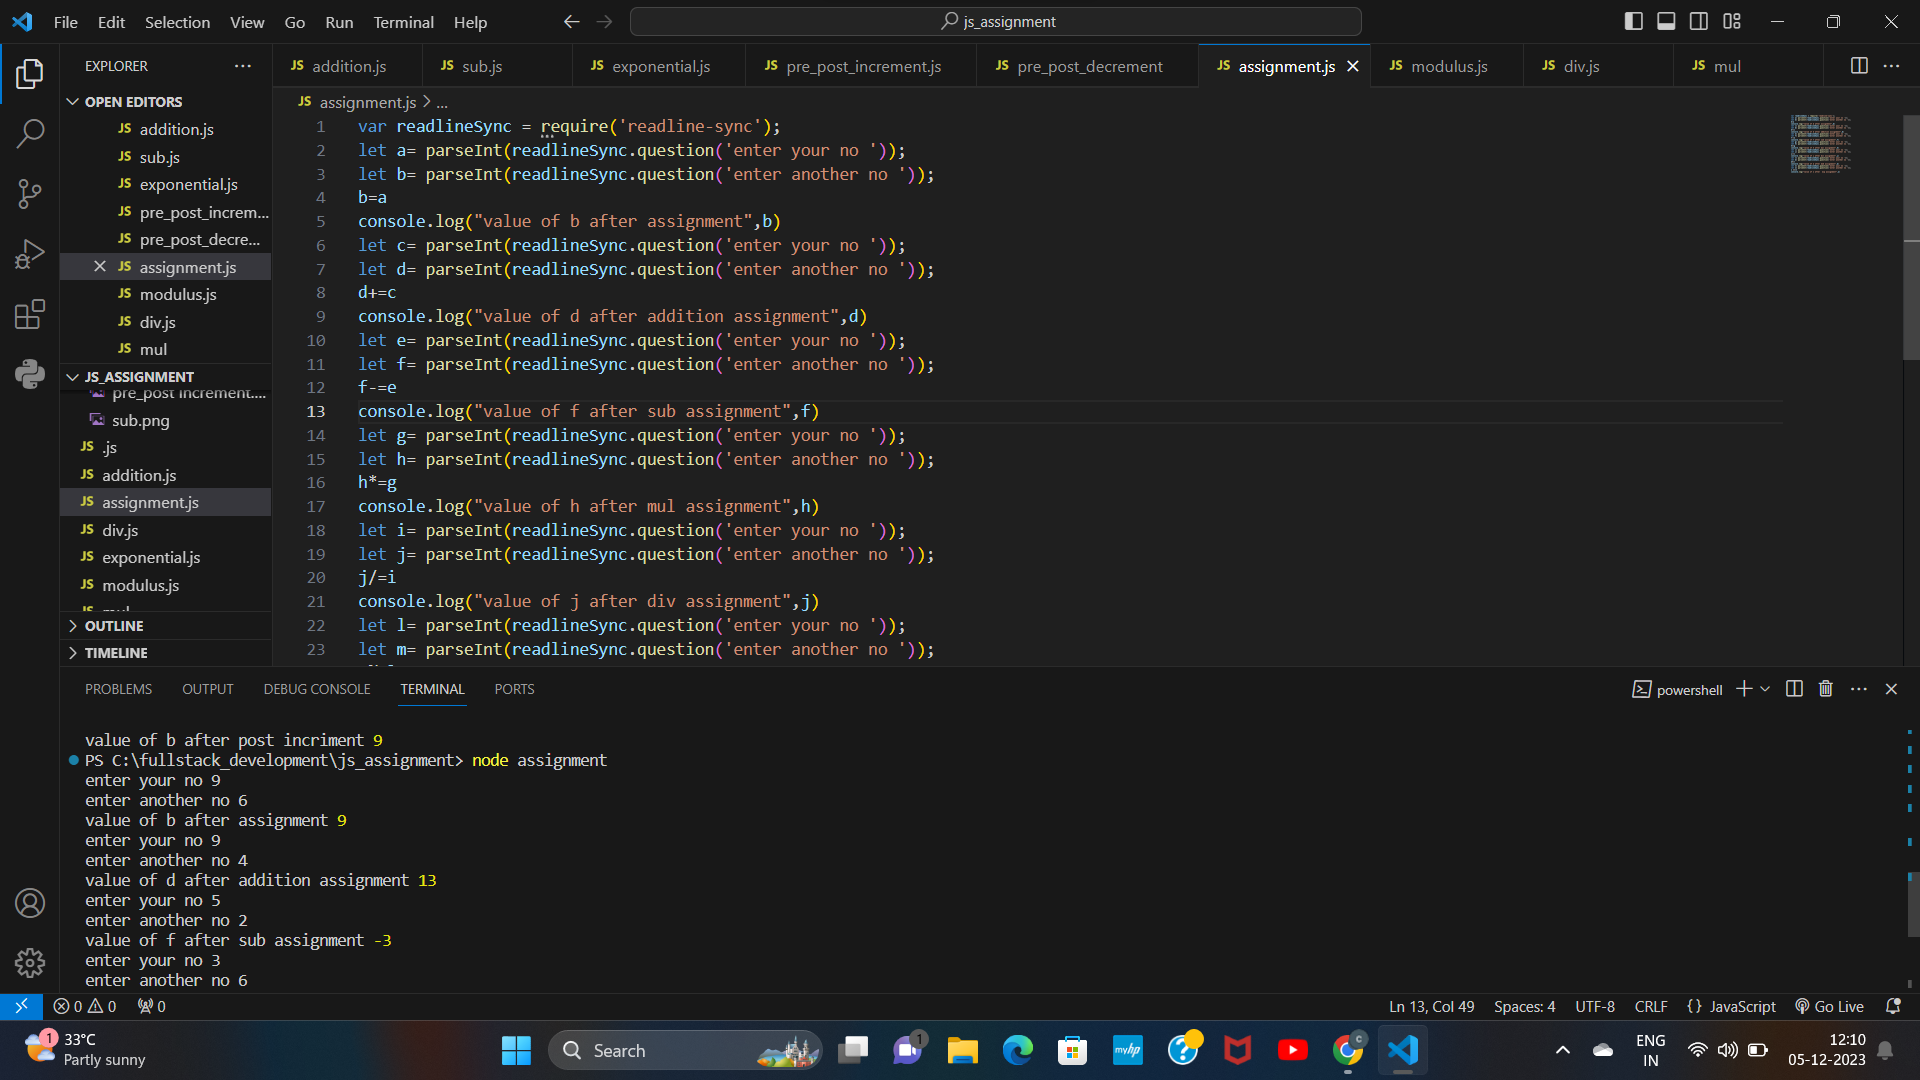 File Edit Selection View Go Run Terminal Help
js_assignment
EXPLORER
JS addition.js
JS sub.js
JS exponential.js
JS pre_post_increment.js
JS pre_post_decrement
JS assignment.js
JS modulus.js
JS div.js
JS mul
OPEN EDITORS
JS addition.js
JS sub.js
JS exponential.js
JS pre_post_increm...
JS pre_post_decre...
JS assignment.js
JS modulus.js
JS div.js
JS mul
JS_ASSIGNMENT
pre_post increment....
sub.png
JS .js
JS addition.js
JS assignment.js
JS div.js
JS exponential.js
JS modulus.js
OUTLINE
TIMELINE
JS assignment.js > ...
1 var readlineSync = require('readline-sync');
2 let a= parseInt(readlineSync.question('enter your no '));
3 let b= parseInt(readlineSync.question('enter another no '));
4 b=a
5 console.log("value of b after assignment",b)
6 let c= parseInt(readlineSync.question('enter your no '));
7 let d= parseInt(readlineSync.question('enter another no '));
8 d+=c
9 console.log("value of d after addition assignment",d)
10 let e= parseInt(readlineSync.question('enter your no '));
11 let f= parseInt(readlineSync.question('enter another no '));
12 f-=e
13 console.log("value of f after sub assignment",f)
14 let g= parseInt(readlineSync.question('enter your no '));
15 let h= parseInt(readlineSync.question('enter another no '));
16 h*=g
17 console.log("value of h after mul assignment",h)
18 let i= parseInt(readlineSync.question('enter your no '));
19 let j= parseInt(readlineSync.question('enter another no '));
20 j/=i
21 console.log("value of j after div assignment",j)
22 let l= parseInt(readlineSync.question('enter your no '));
23 let m= parseInt(readlineSync.question('enter another no '));
PROBLEMS OUTPUT DEBUG CONSOLE TERMINAL PORTS
powershell
value of b after post incriment 9
PS C:\fullstack_development\js_assignment> node assignment
enter your no 9
enter another no 6
value of b after assignment 9
enter your no 9
enter another no 4
value of d after addition assignment 13
enter your no 5
enter another no 2
value of f after sub assignment -3
enter your no 3
enter another no 6
0 0 0
Ln 13, Col 49 Spaces: 4 UTF-8 CRLF {} JavaScript Go Live
1
33°C
Partly sunny
Search
1
myhp
?
c
ENG
IN
12:10
05-12-2023